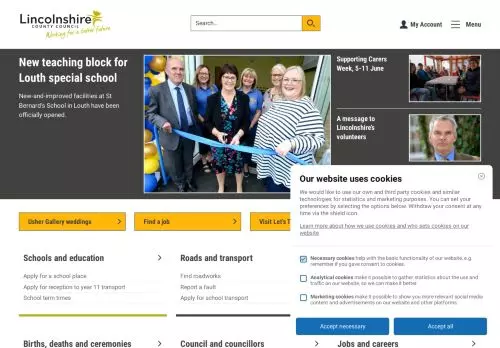 Lincolnshire
COUNTY COUNCIL
Working for a better future
Search...
My Account
Menu
New teaching block for
Louth special school
New-and-improved facilities at St
Bernard's School in Louth have been
officially opened.
Supporting Carers
Week, 5-11 June
A message to
Lincolnshire's
volunteers
Usher Gallery weddings
Find a job
Visit Let's T
Schools and education
Apply for a school place
Apply for reception to year 11 transport
School term times
Roads and transport
Find roadworks
Report a fault
Apply for school transport
Births, deaths and ceremonies
Council and councillors
Jobs and careers
Our website uses cookies
We would like to use our own and third party cookies and similar
technologies for statistics and marketing purposes. You can set your
preferences by selecting the options below. Withdraw your consent at any
time via the shield icon.
Learn more about how we use cookies and who sets cookies on our
website
Necessary cookies help with the basic functionality of our website, e.g.
remember if you gave consent to cookies.
Analytical cookies make it possible to gather statistics about the use and
traffic on our website, so we can make it better.
Marketing cookies make it possible to show you more relevant social media
content and advertisements on our website and other platforms.
Accept necessary
Accept all